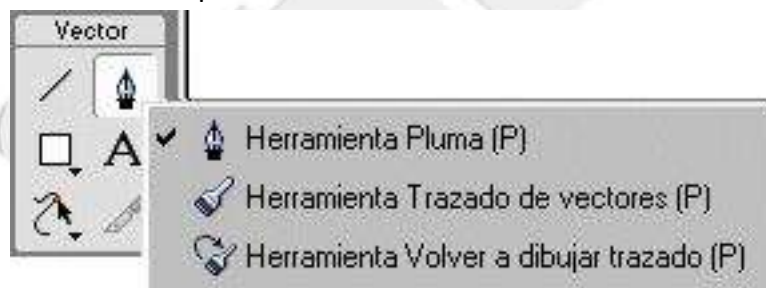 Vector
A
Herramienta Pluma (P)
Herramienta Trazado de vectores (P)
Herramienta Volver a dibujar trazado (P)